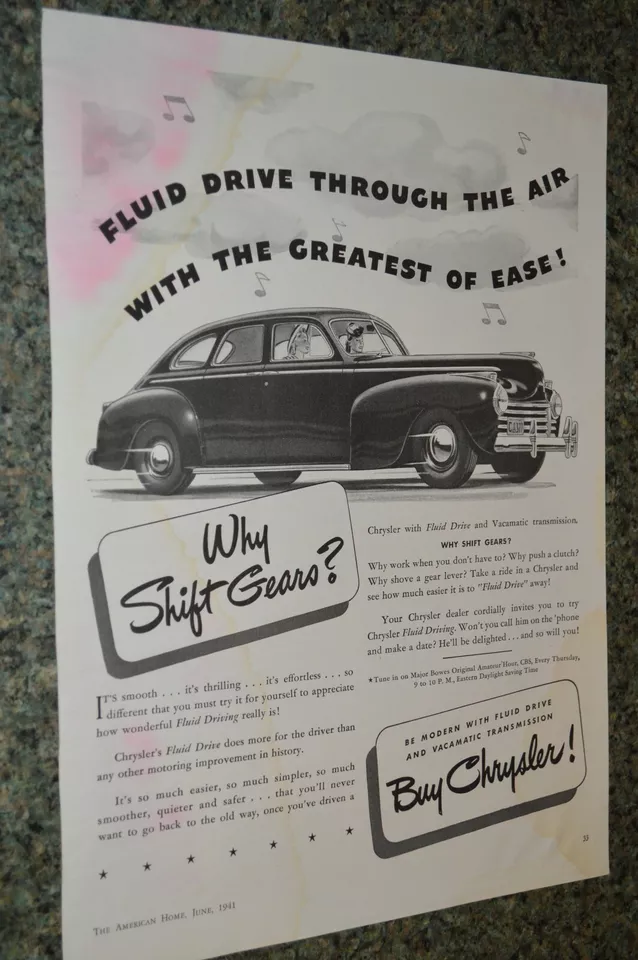 FLUID DRIVE THROUGH THE AIR
WITH THE GREATEST OF EASE!
Why
Shift Gears?
IT'S smooth . . . it's thrilling . . . it's effortless . . . so
different that you must try it for yourself to appreciate
how wonderful Fluid Driving really is!
Chrysler's Fluid Drive does more for the driver than
any other motoring improvement in history.
It's so much easier, so much simpler, so much
smoother, quieter and safer . . . that you'll never
want to go back to the old way, once you've driven a
★ ★ ★ ★ ★ ★ ★
Chrysler with Fluid Drive and Vacamatic transmission.
WHY SHIFT GEARS?
Why work when you don't have to? Why push a clutch?
Why shove a gear lever? Take a ride in a Chrysler and
see how much easier it is to "Fluid Drive" away!
Your Chrysler dealer cordially invites you to try
Chrysler Fluid Driving. Won't you call him on the 'phone
and make a date? He'll be delighted . . . and so will you!
★Tune in on Major Bowes Original Amateur Hour, CBS, Every Thursday,
9 to 10 P. M., Eastern Daylight Saving Time
BE MODERN WITH FLUID DRIVE
AND VACAMATIC TRANSMISSION
Buy Chrysler!
THE AMERICAN HOME, JUNE, 1941
33